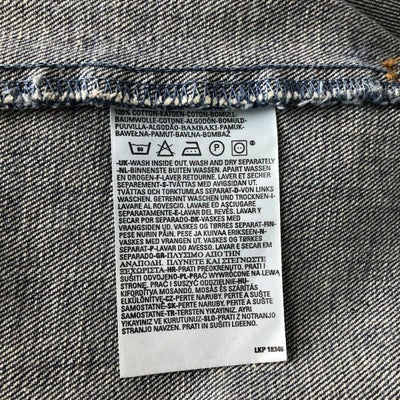 100% COTTON-KATOEN-COTON-BOMULL
BAUMWOLLE-COTONE-ALGODÓN-BOMULD-
PUUVILLA-ALGODÃO-ΒΑΜΒΑΚΙ-PAMUK-
BAWEŁNA-PAMUT-BAVLNA-BOMBAŽ
-UK-WASH INSIDE OUT. WASH AND DRY SEPARATELY
-NL-BINNENSTE BUITEN WASSEN. APART WASSEN
EN DROGEN-F-LAVER RETOURNE. LAVER ET SECHER
SEPAREMENT-S-TVÄTTAS MED AVIGSIDAN UT.
TVÄTTAS OCH TORKTUMLAS SEPARAT-D-VON LINKS
WASCHEN. GETRENNT WASCHEN UND TROCKNEN-I-
LAVARE AL ROVESCIO. LAVARE ED ASCIUGARE
SEPARATAMENTE-E-LAVAR DEL REVÉS. LAVAR Y
SECAR POR SEPARADO-DK-VASKES MED
VRANGSIDEN UD. VASKES OG TØRRES SEPARAT-FIN-
PESE NURIN PÄIN. PESE JA KUIVAA ERIKSEEN-N-
VASKES MED VRANGEN UT. VASKES OG TØRRES
SEPARAT-P-LAVAR DO AVESSO. LAVAR E SECAR EM
SEPARADO-GR-ΠΛΥΣΙΜΟ ΑΠΟ ΤΗΝ
ΑΝΑΠΟΔΗ. ΠΛΥΝΕΤΕ ΚΑΙ ΣΤΕΓΝΩΣΤΕ
ΞΕΧΩΡΙΣΤΑ-HR-PRATI PREOKRENUTO. PRATI I
SUŠITI ODVOJENO-PL-PRAĆ WYWRÓCONE NA LEWĄ
STRONĘ. PRAĆ I SUSZYĆ ODDZIELNIE-HU-
KIFORDÍTVA MOSANDÓ. MOSÁS ÉS SZÁRÍTÁS
ELKÜLÖNÍTVE-CZ-PERTE NARUBY. PERTE A SUŠTE
SAMOSTATNĚ-SK-PERTE NARUBY. PERTE A SUŠTE
SAMOSTATNE-TR-TERSTEN YIKAYINIZ. AYRI
YIKAYINIZ VE KURUTUNUZ-SLO-PRATI Z NOTRANJO
STRANJO NAVZEN. PRATI IN SUŠITI LOČENO.
LKP 18346